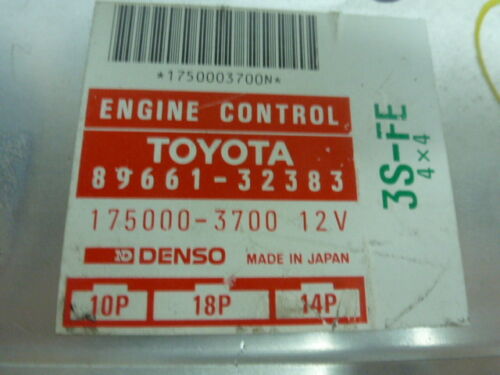 *1750003700N*
ENGINE CONTROL
TOYOTA
89661-32383
175000-3700 12V
DENSO MADE IN JAPAN
10P 18P 14P
3S-FE
4×4